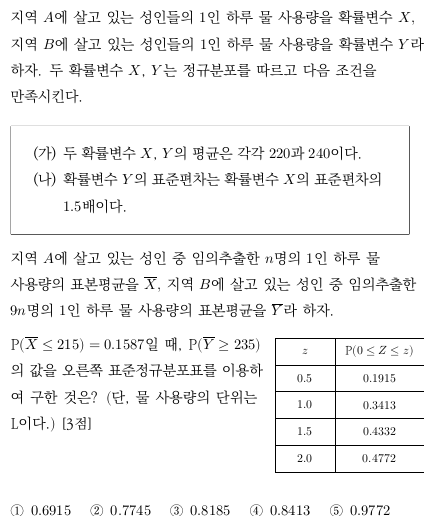 지역 A에 살고 있는 성인들의 1인 하루 물 사용량을 확률변수 X,
지역 B에 살고 있는 성인들의 1인 하루 물 사용량을 확률변수 Y라
하자. 두 확률변수 X, Y는 정규분포를 따르고 다음 조건을
만족시킨다.
(가) 두 확률변수 X, Y의 평균은 각각 220과 240이다.
(나) 확률변수 Y의 표준편차는 확률변수 X의 표준편차의
1.5배이다.
지역 A에 살고 있는 성인 중 임의추출한 n명의 1인 하루 물
사용량의 표본평균을 X̅, 지역 B에 살고 있는 성인 중 임의추출한
9n명의 1인 하루 물 사용량의 표본평균을 Y̅라 하자.
P(X̅ ≤ 215) = 0.1587일 때, P(Y̅ ≥ 235)
의 값을 오른쪽 표준정규분포표를 이용하
여 구한 것은? (단, 물 사용량의 단위는
L이다.) [3점]
z P(0 ≤ Z ≤ z)
0.5 0.1915
1.0 0.3413
1.5 0.4332
2.0 0.4772
① 0.6915 ② 0.7745 ③ 0.8185 ④ 0.8413 ⑤ 0.9772